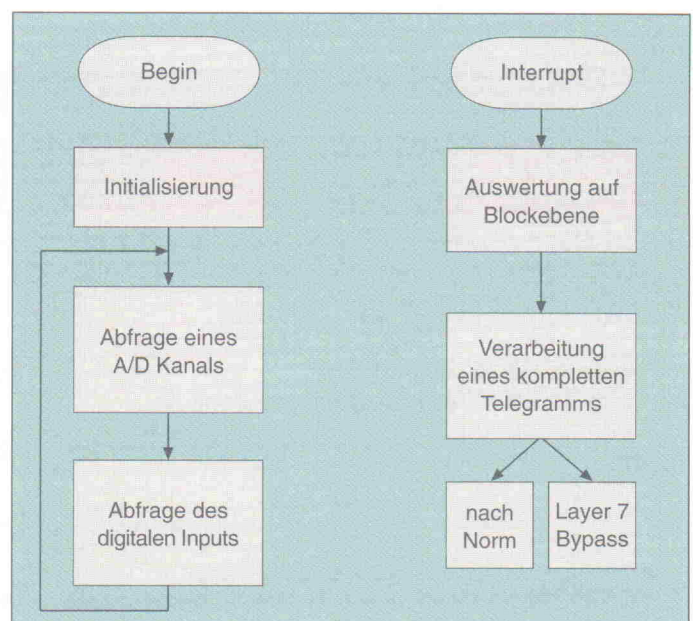 Begin
Initialisierung
Abfrage eines
A/D Kanals
Abfrage des
digitalen Inputs
Interrupt
Auswertung auf
Blockebene
Verarbeitung
eines kompletten
Telegramms
nach
Norm
Layer 7
Bypass